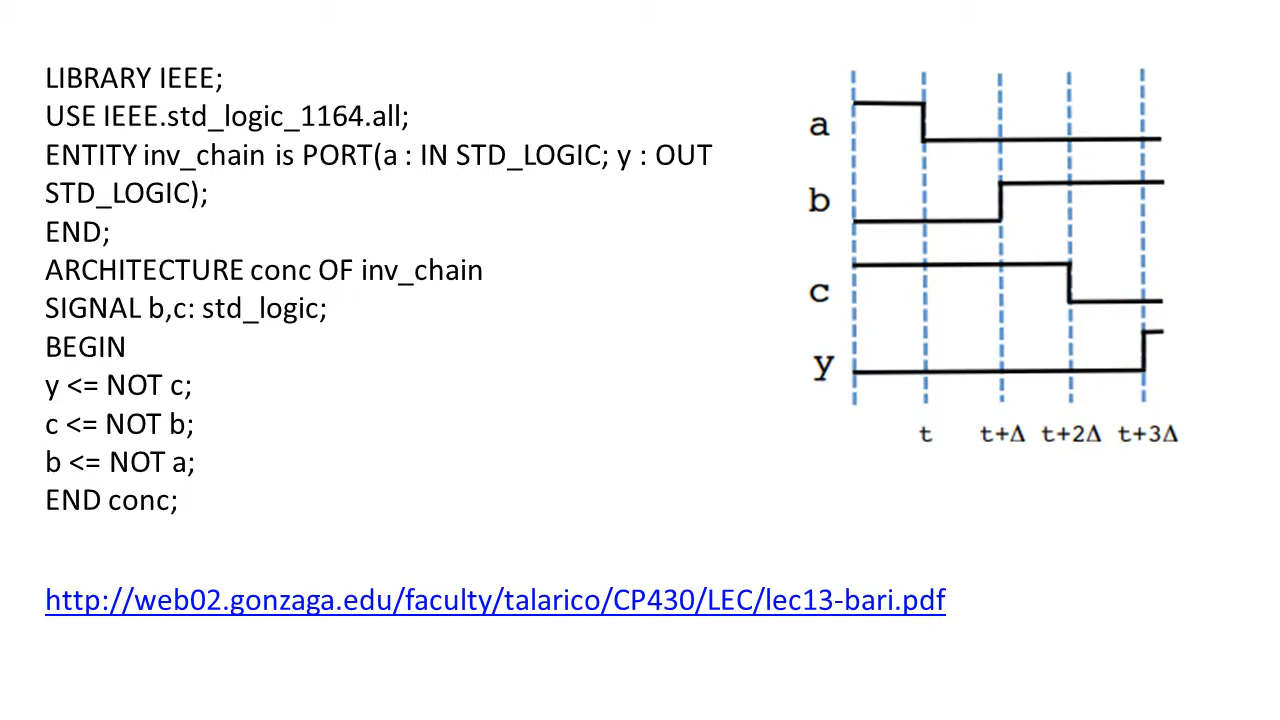 LIBRARY IEEE;
USE IEEE.std_logic_1164.all;
ENTITY inv_chain is PORT(a : IN STD_LOGIC; y : OUT
STD_LOGIC);
END;
ARCHITECTURE conc OF inv_chain
SIGNAL b,c: std_logic;
BEGIN
y <= NOT c;
c <= NOT b;
b <= NOT a;
END conc;
http://web02.gonzaga.edu/faculty/talarico/CP430/LEC/lec13-bari.pdf
a
b
c
y
t t+Δ t+2Δ t+3Δ